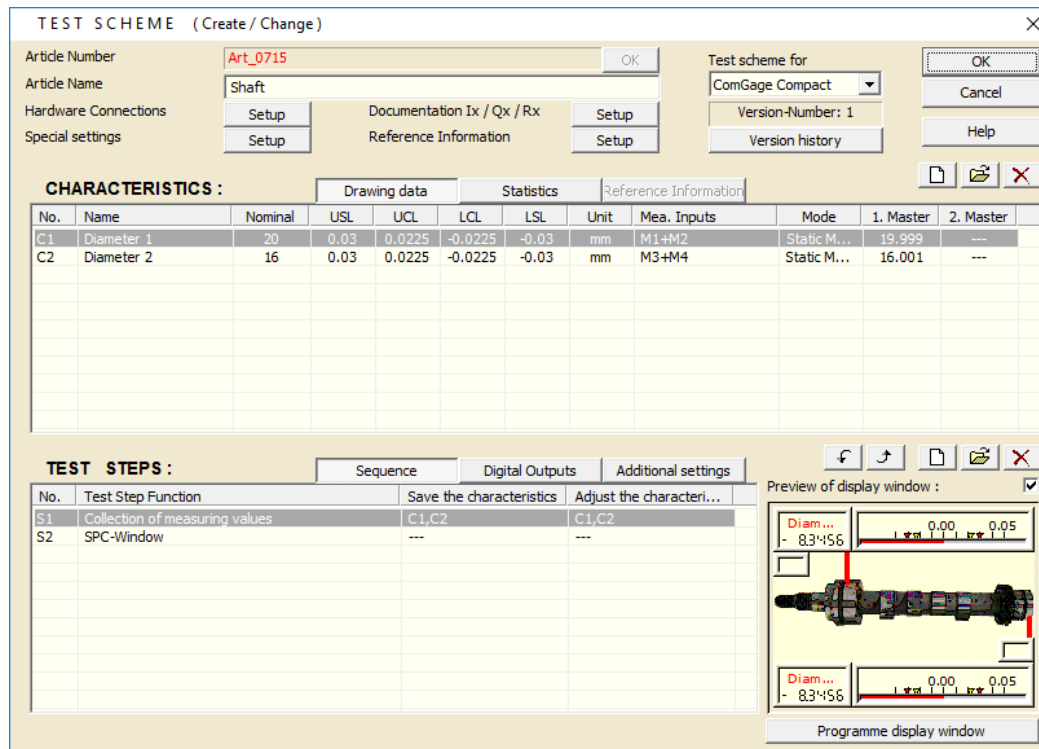 TEST SCHEME ( Create / Change )
Article Number Art_0715 OK Test scheme for OK
Article Name Shaft ComGage Compact Cancel
Hardware Connections Setup Documentation Ix / Qx / Rx Setup Version-Number: 1
Special settings Setup Reference Information Setup Version history Help
CHARACTERISTICS : Drawing data Statistics Reference Information
No. Name Nominal USL UCL LCL LSL Unit Mea. Inputs Mode 1. Master 2. Master
C1 Diameter 1 20 0.03 0.0225 -0.0225 -0.03 mm M1+M2 Static M... 19.999 ---
C2 Diameter 2 16 0.03 0.0225 -0.0225 -0.03 mm M3+M4 Static M... 16.001 ---
TEST STEPS : Sequence Digital Outputs Additional settings
No. Test Step Function Save the characteristics Adjust the characteri...
S1 Collection of measuring values C1,C2 C1,C2
S2 SPC-Window --- ---
Preview of display window :
Diam... 0.00 0.05
- 8.3456
Diam... 0.00 0.05
- 8.3456
Programme display window